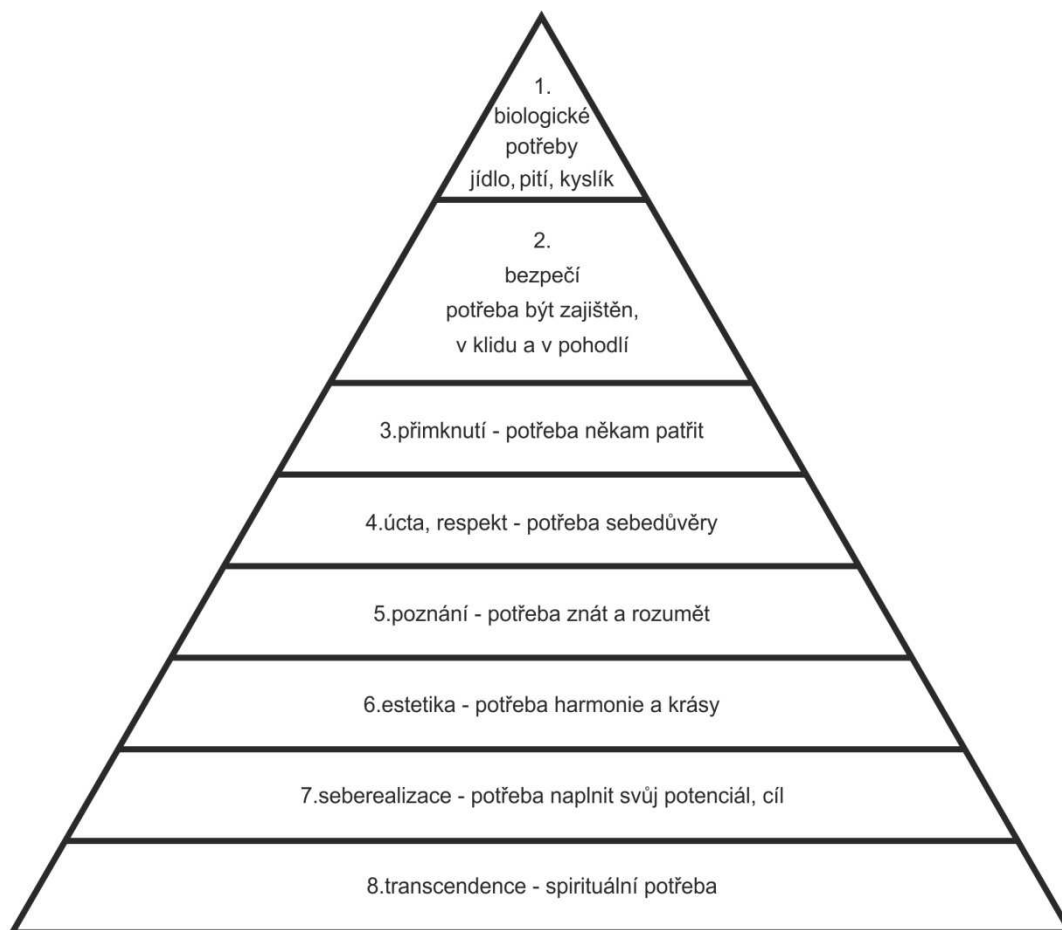 1.
biologické
potřeby
jídlo, pití, kyslík
2.
bezpečí
potřeba být zajištěn,
v klidu a v pohodlí
3.přimknutí - potřeba někam patřit
4.úcta, respekt - potřeba sebedůvěry
5.poznání - potřeba znát a rozumět
6.estetika - potřeba harmonie a krásy
7.seberealizace - potřeba naplnit svůj potenciál, cíl
8.transcendence - spirituální potřeba